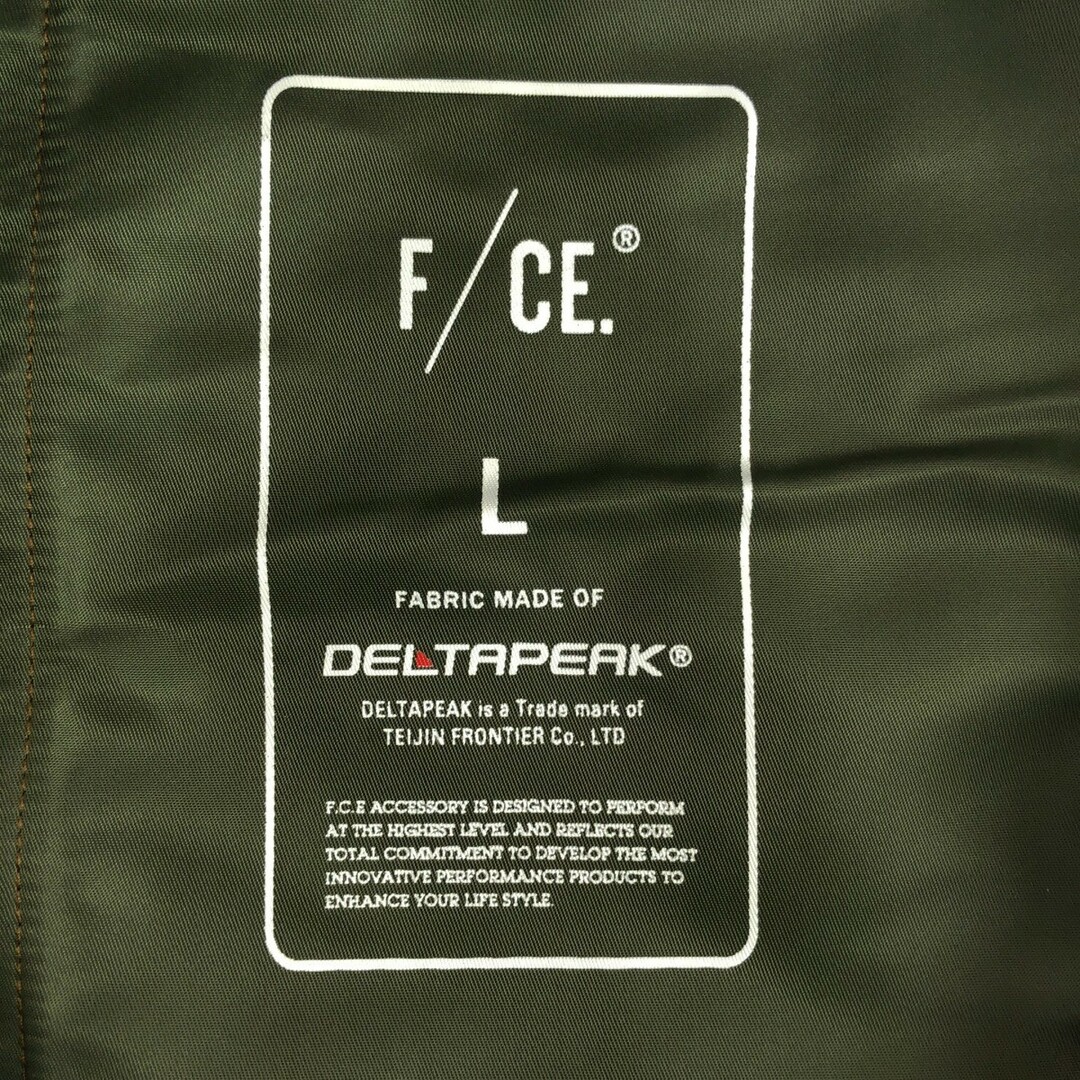 F/CE.®
L
FABRIC MADE OF
DELTAPEAK®
DELTAPEAK is a Trade mark of
TEIJIN FRONTIER Co., LTD
F.C.E ACCESSORY IS DESIGNED TO PERFORM
AT THE HIGHEST LEVEL AND REFLECTS OUR
TOTAL COMMITMENT TO DEVELOP THE MOST
INNOVATIVE PERFORMANCE PRODUCTS TO
ENHANCE YOUR LIFE STYLE.